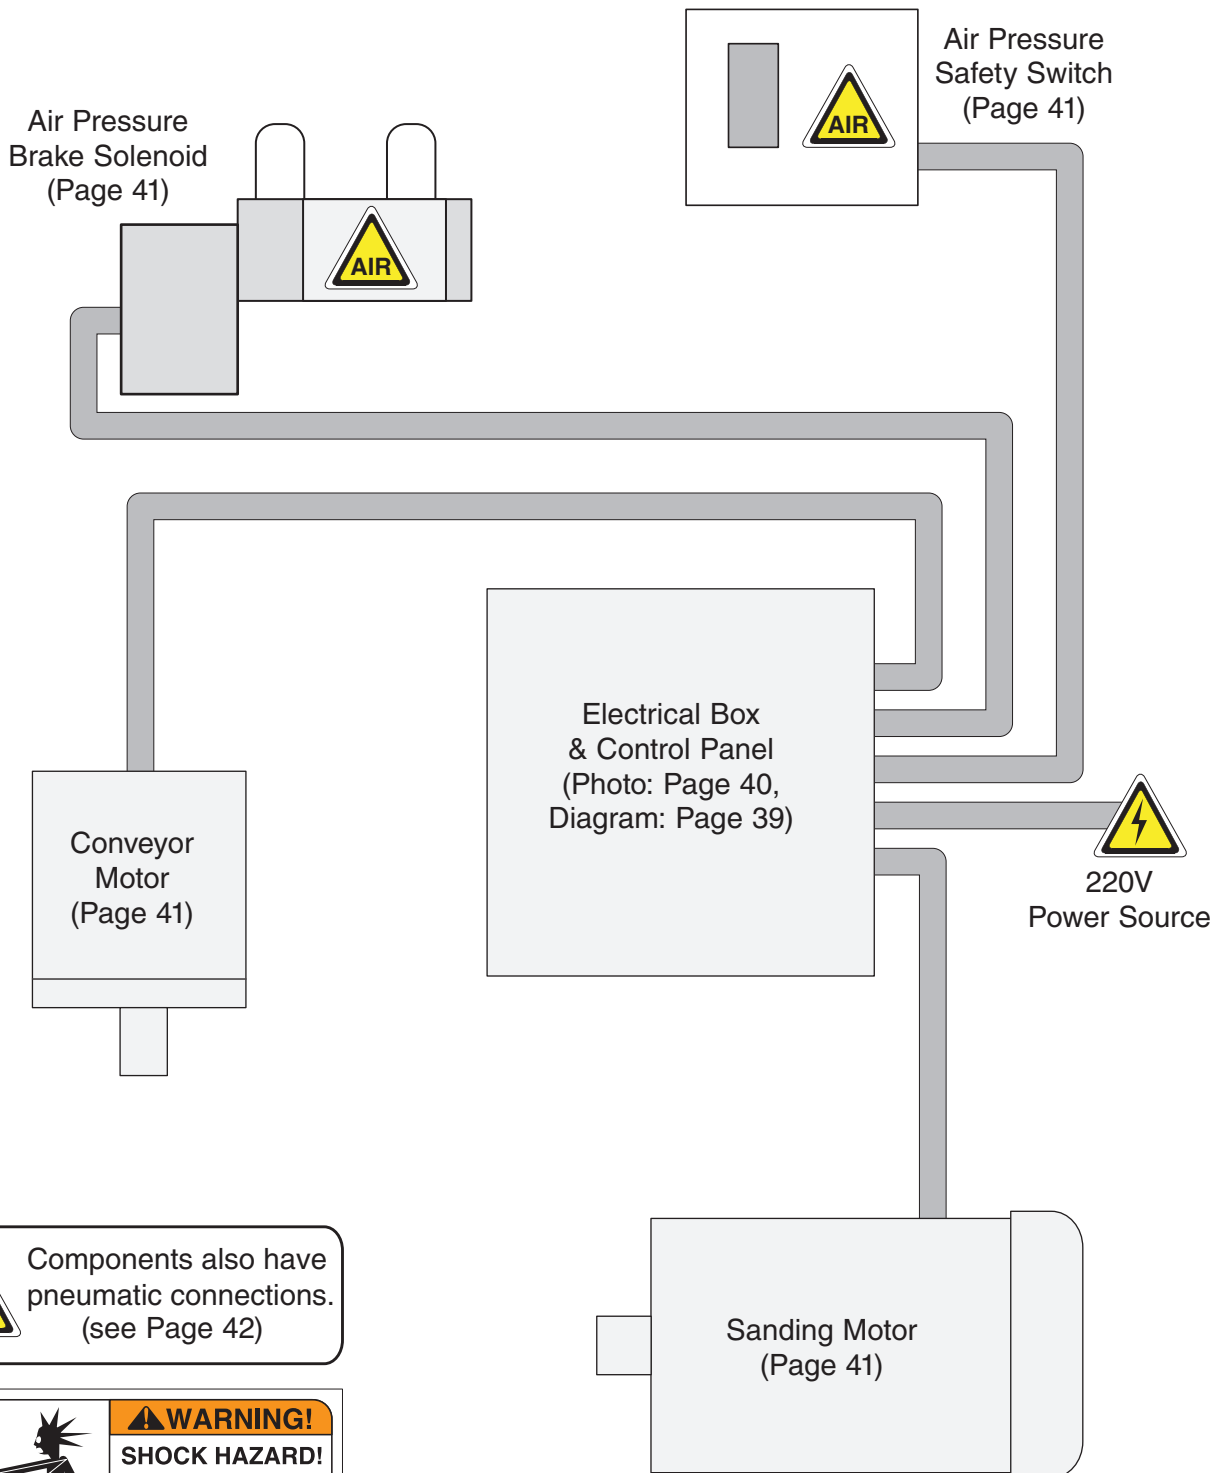 Air Pressure
Safety Switch
(Page 41)
AIR
Air Pressure
Brake Solenoid
(Page 41)
AIR
Electrical Box
& Control Panel
(Photo: Page 40,
Diagram: Page 39)
Conveyor
Motor
(Page 41)
220V
Power Source
Components also have
pneumatic connections.
(see Page 42)
Sanding Motor
(Page 41)
WARNING!
SHOCK HAZARD!